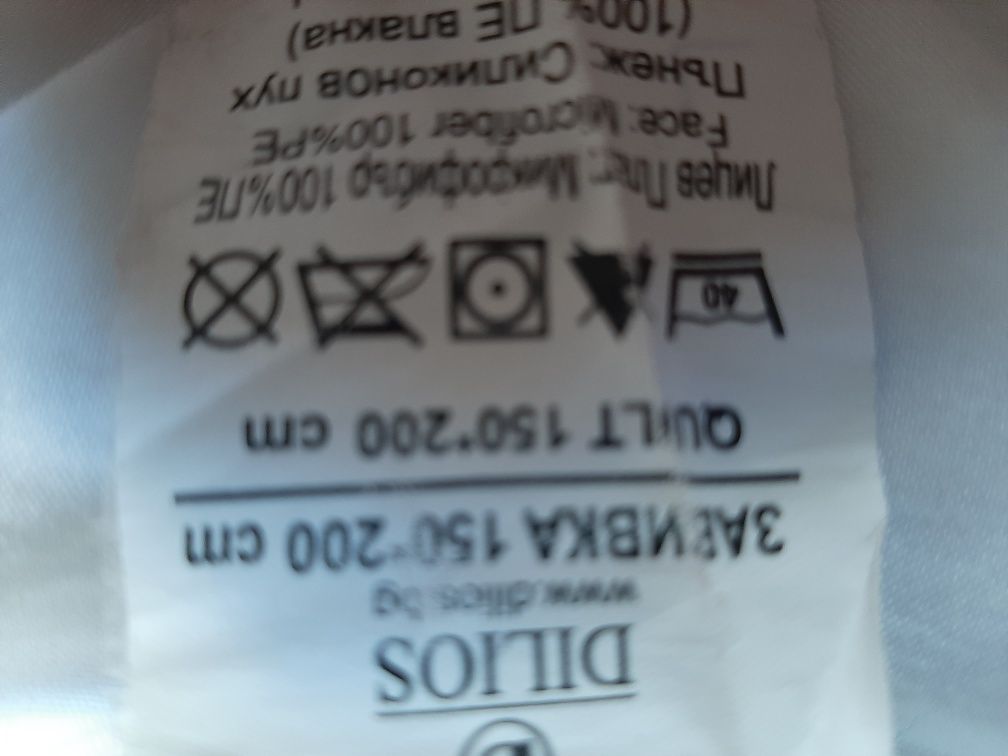 DILIOS
www.dilios.bg
ЗАВИВКА 150*200 cm
QUILT 150*200 cm
40
Лицев Плат: Микрофибър 100%ПЕ
Face: Microfiber 100%PE
Пълнеж: Силиконов пух
(100% ПЕ влакна)